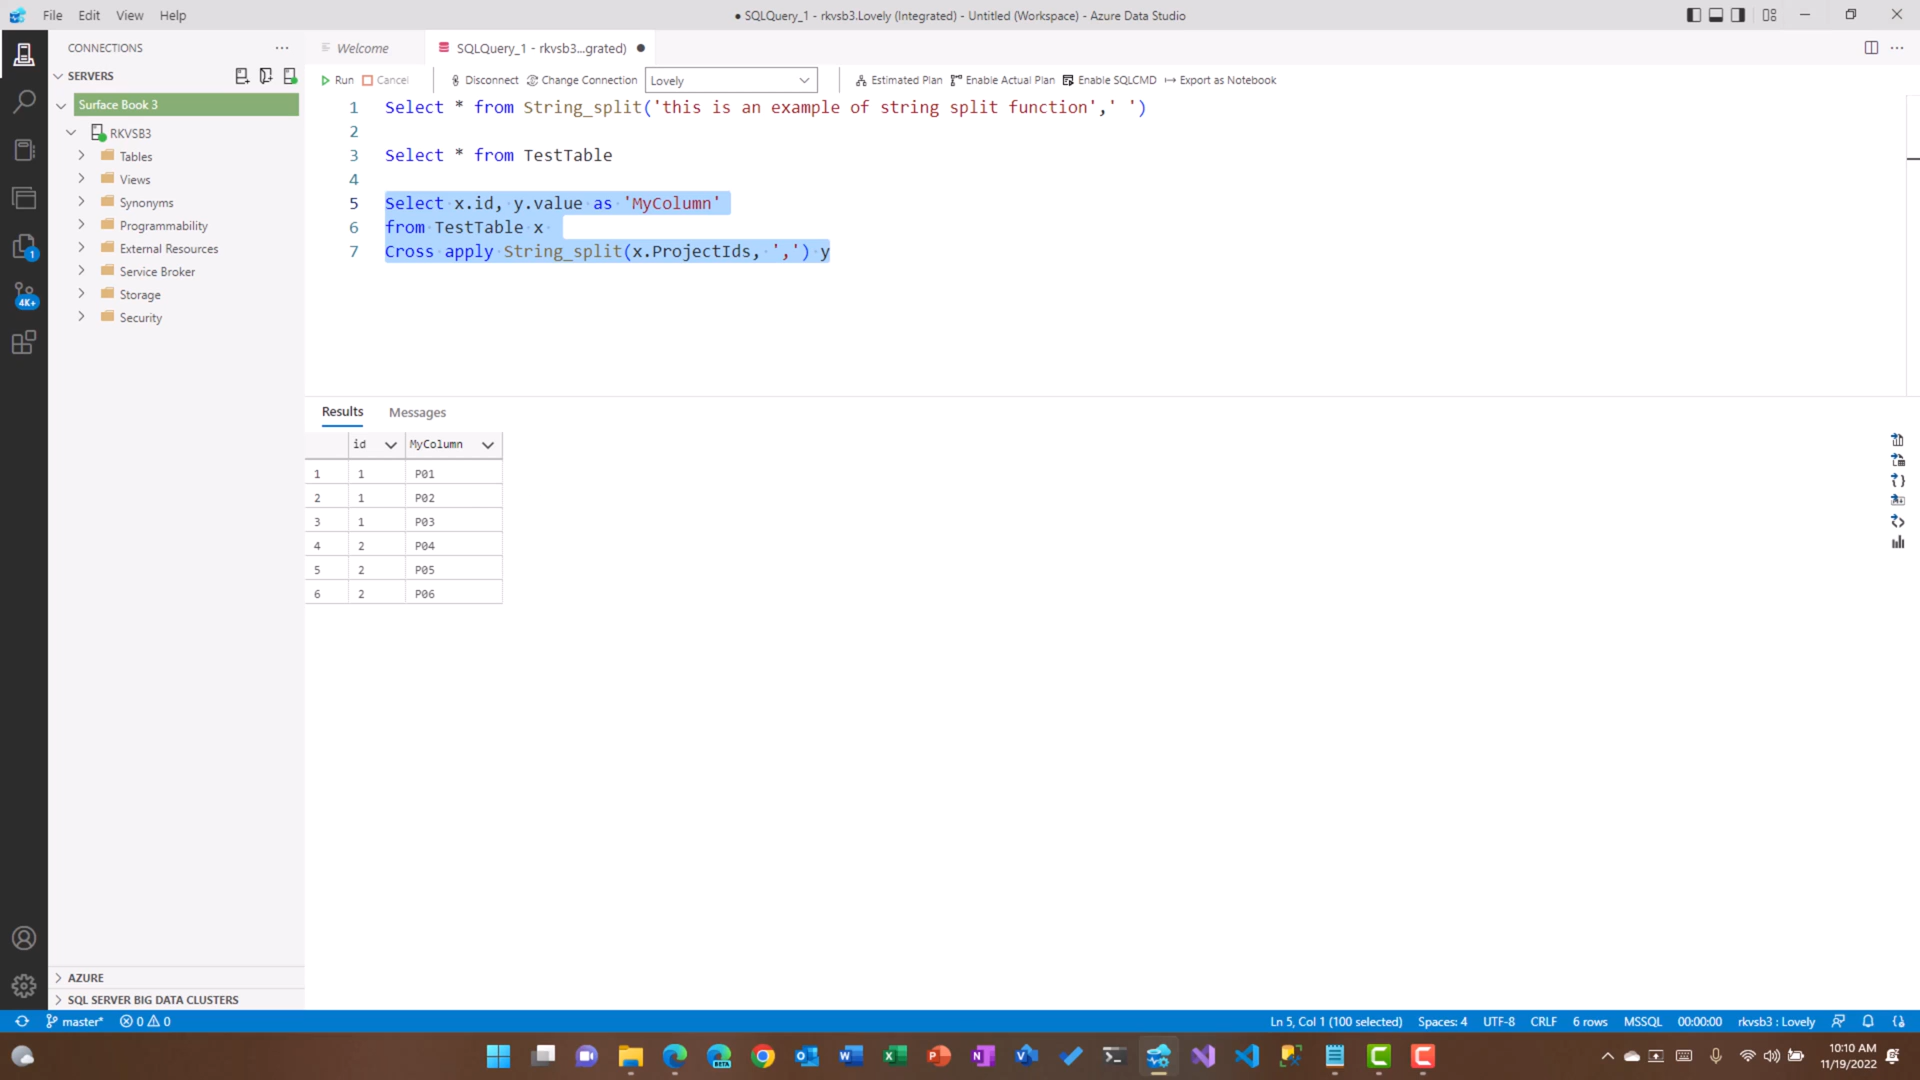 File Edit View Help
● SQLQuery_1 - rkvsb3.Lovely (Integrated) - Untitled (Workspace) - Azure Data Studio
CONNECTIONS
Welcome
SQLQuery_1 - rkvsb3...grated) ●
SERVERS
Run Cancel Disconnect Change Connection Lovely Estimated Plan Enable Actual Plan Enable SQLCMD Export as Notebook
Surface Book 3
RKVSB3
Tables
Views
Synonyms
Programmability
External Resources
Service Broker
Storage
Security
1
4K+
1 Select * from String_split('this is an example of string split function',' ')
2
3 Select * from TestTable
4
5 Select x.id, y.value as 'MyColumn'
6 from TestTable x
7 Cross apply String_split(x.ProjectIds, ',') y
Results Messages
id MyColumn
1 1 P01
2 1 P02
3 1 P03
4 2 P04
5 2 P05
6 2 P06
AZURE
SQL SERVER BIG DATA CLUSTERS
master* 0 0
Ln 5, Col 1 (100 selected) Spaces: 4 UTF-8 CRLF 6 rows MSSQL 00:00:00 rkvsb3 : Lovely
BETA
10:10 AM
11/19/2022